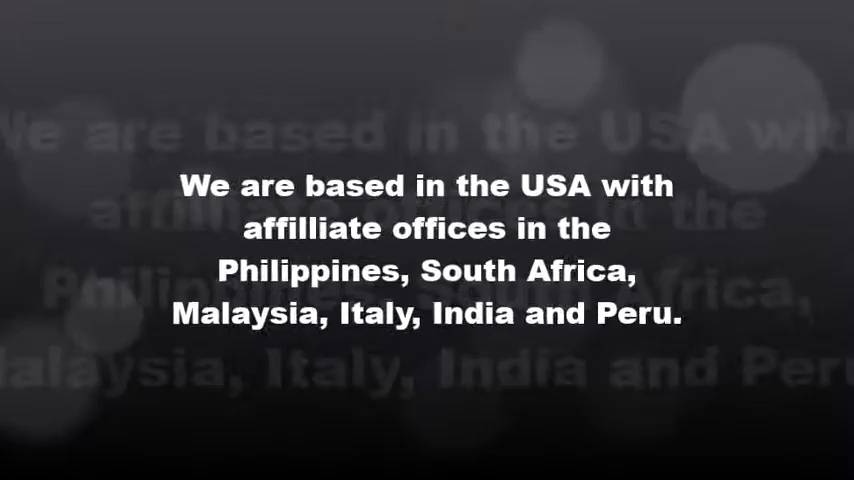 We are based in the USA with
affilliate offices in the
Philippines, South Africa,
Malaysia, Italy, India and Peru.